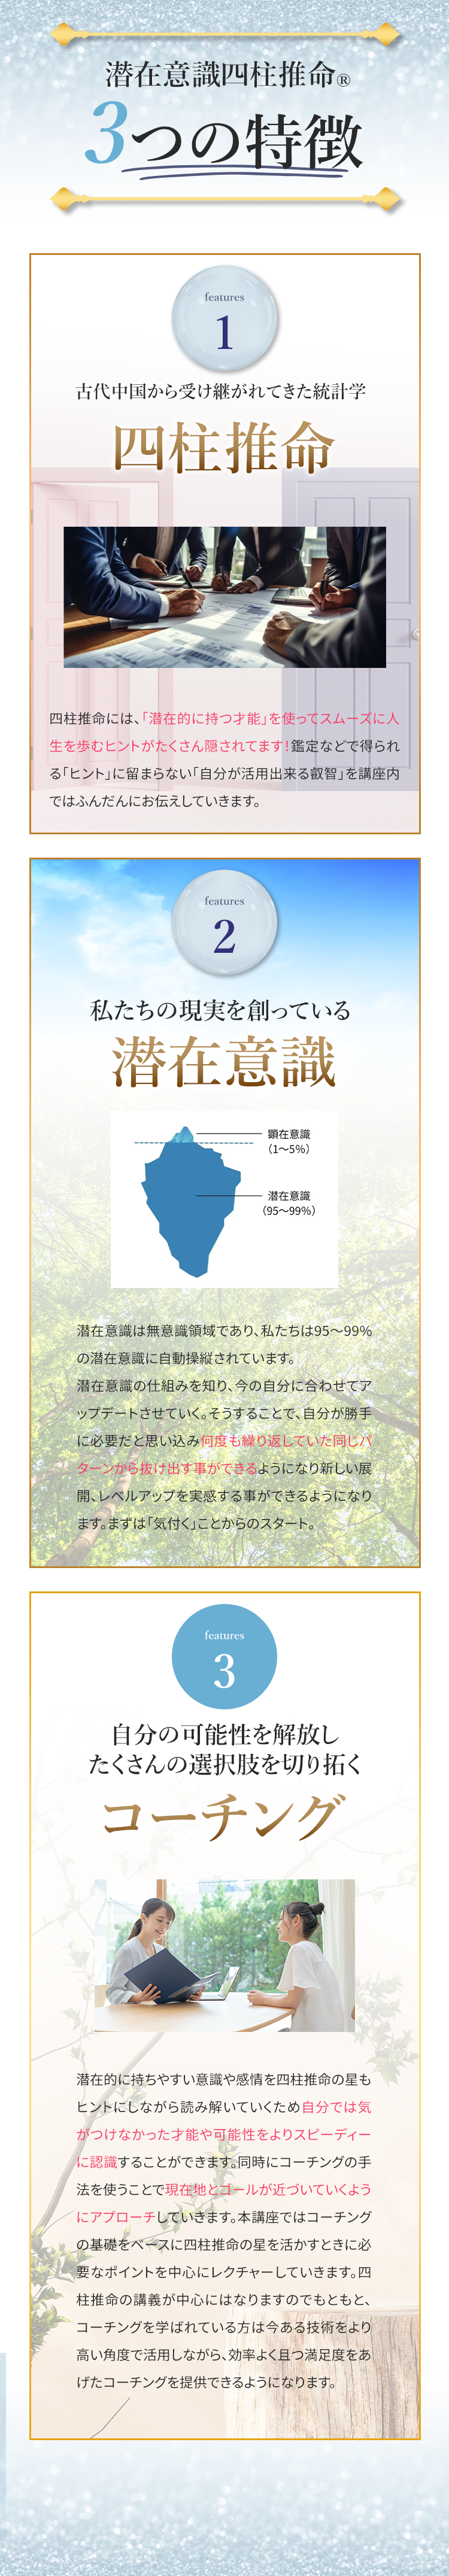 潜在意識四柱推命®
3つの特徴
features
1
古代中国から受け継がれてきた統計学
四柱推命
四柱推命には、「潜在的に持つ才能」を使ってスムーズに人
生を歩むヒントがたくさん隠されてます！鑑定などで得られ
る「ヒント」に留まらない「自分が活用出来る叡智」を講座内
ではふんだんにお伝えしていきます。
features
2
私たちの現実を創っている
潜在意識
顕在意識
（1〜5％）
潜在意識
（95〜99％）
潜在意識は無意識領域であり、私たちは95〜99%
の潜在意識に自動操縦されています。
潜在意識の仕組みを知り、今の自分に合わせてア
ップデートさせていく。そうすることで、自分が勝手
に必要だと思い込み何度も繰り返していた同じパ
ターンから抜け出す事ができるようになり新しい展
開、レベルアップを実感する事ができるようになり
ます。まずは「気付く」ことからのスタート。
features
3
自分の可能性を解放し
たくさんの選択肢を切り拓く
コーチング
潜在的に持ちやすい意識や感情を四柱推命の星も
ヒントにしながら読み解いていくため自分では気
がつけなかった才能や可能性をよりスピーディー
に認識することができます。同時にコーチングの手
法を使うことで現在地とゴールが近づいていくよう
にアプローチしていきます。本講座ではコーチング
の基礎をベースに四柱推命の星を活かすときに必
要なポイントを中心にレクチャーしていきます。四
柱推命の講義が中心にはなりますのでもともと、
コーチングを学ばれている方は今ある技術をより
高い角度で活用しながら、効率よく且つ満足度をあ
げたコーチングを提供できるようになります。